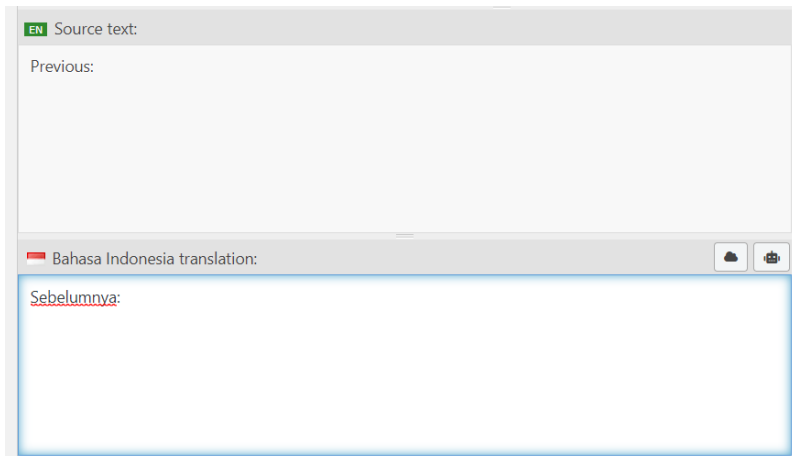 EN Source text:
Previous:
Bahasa Indonesia translation:
Sebelumnya: